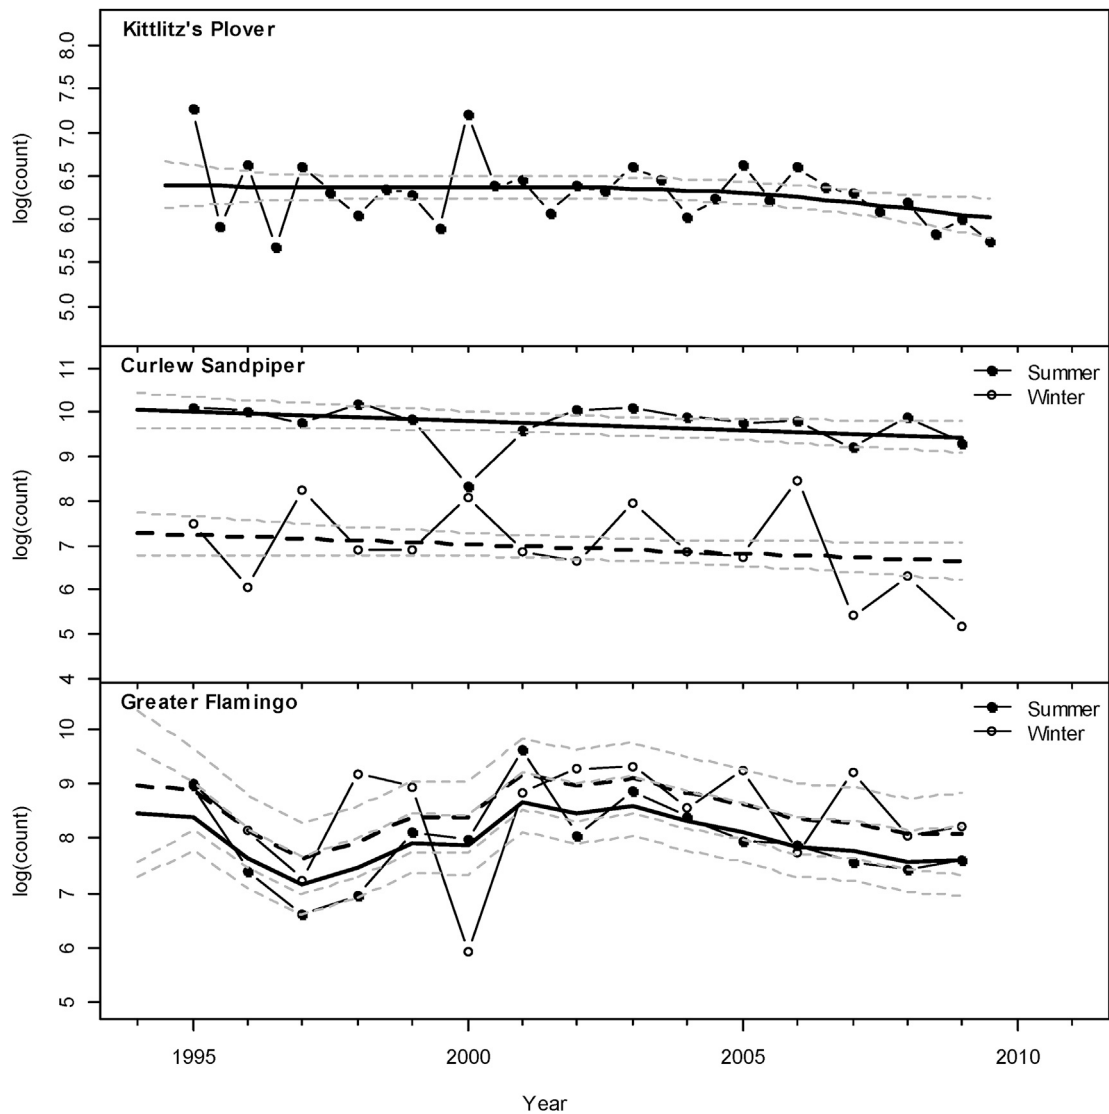 Kittlitz's Plover
log(count)
8.0
7.5
7.0
6.5
6.0
5.5
5.0
Curlew Sandpiper
Summer
Winter
log(count)
11
10
9
8
7
6
5
4
Greater Flamingo
Summer
Winter
log(count)
10
9
8
7
6
5
1995 2000 2005 2010
Year